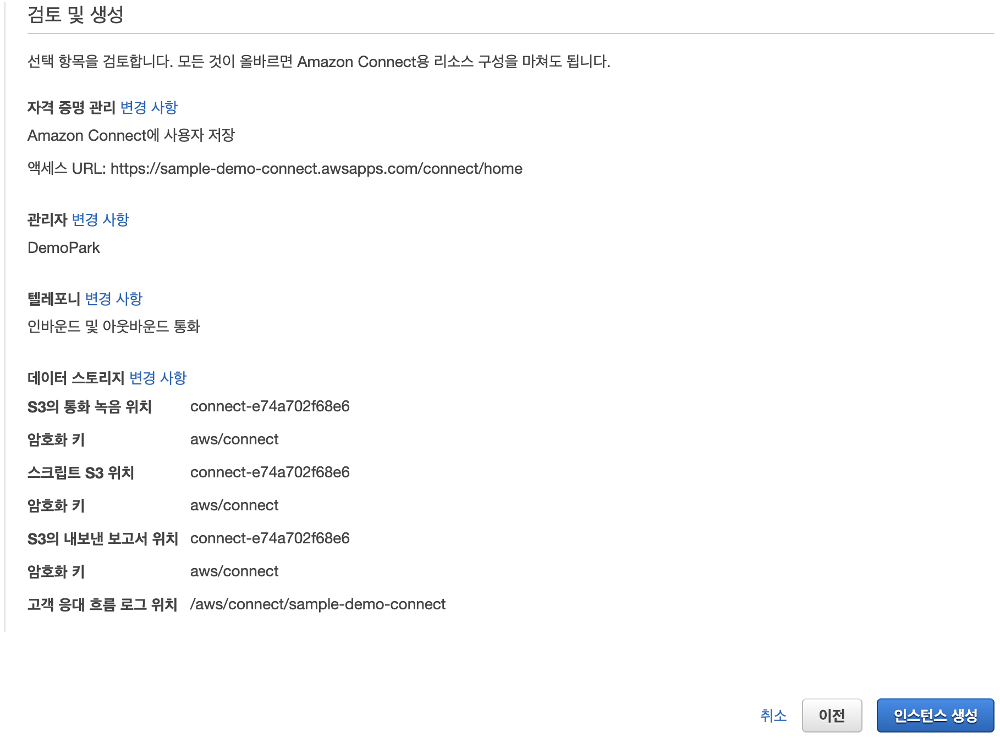 검토 및 생성
선택 항목을 검토합니다. 모든 것이 올바르면 Amazon Connect용 리소스 구성을 마쳐도 됩니다.
자격 증명 관리 변경 사항
Amazon Connect에 사용자 저장
액세스 URL: https://sample-demo-connect.awsapps.com/connect/home
관리자 변경 사항
DemoPark
텔레포니 변경 사항
인바운드 및 아웃바운드 통화
데이터 스토리지 변경 사항
S3의 통화 녹음 위치 connect-e74a702f68e6
암호화 키 aws/connect
스크립트 S3 위치 connect-e74a702f68e6
암호화 키 aws/connect
S3의 내보낸 보고서 위치 connect-e74a702f68e6
암호화 키 aws/connect
고객 응대 흐름 로그 위치 /aws/connect/sample-demo-connect
취소 이전 인스턴스 생성